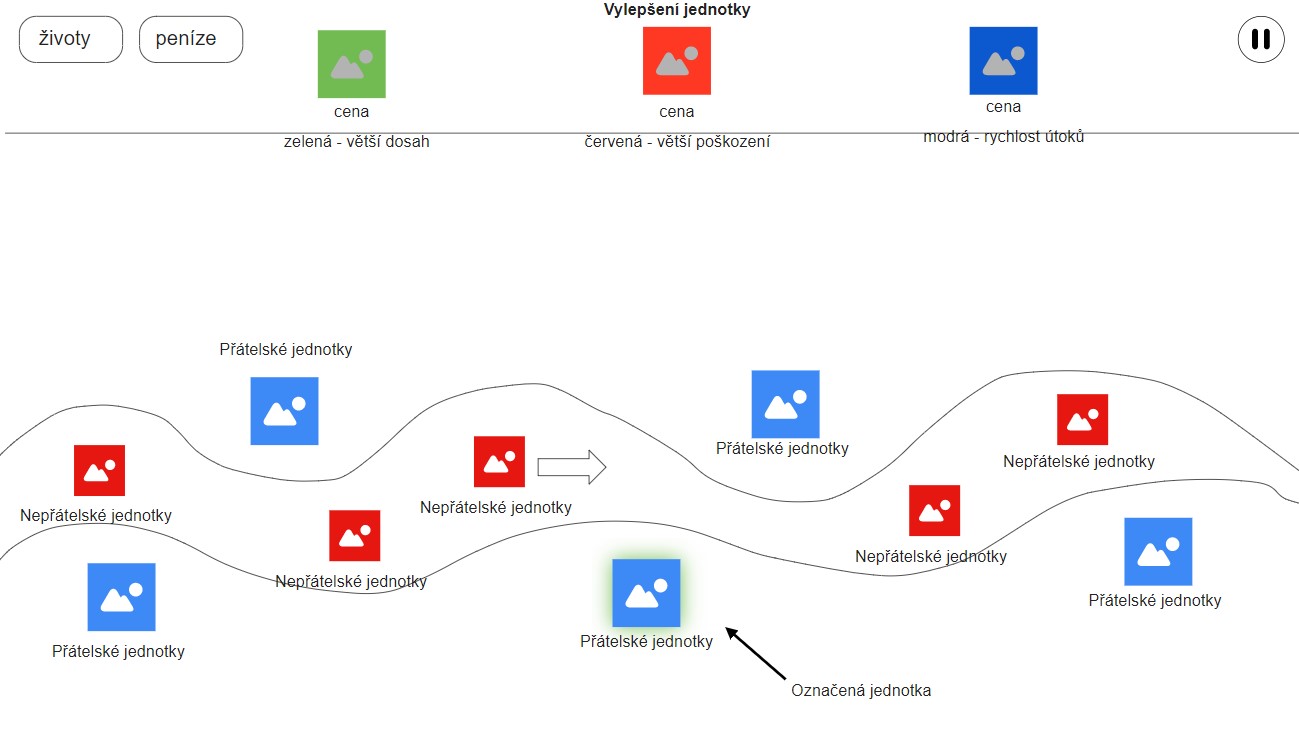 Vylepšení jednotky
životy
peníze
cena
cena
cena
zelená - větší dosah
červená - větší poškození
modrá - rychlost útoků
Přátelské jednotky
Přátelské jednotky
Nepřátelské jednotky
Nepřátelské jednotky
Nepřátelské jednotky
Nepřátelské jednotky
Nepřátelské jednotky
Přátelské jednotky
Přátelské jednotky
Přátelské jednotky
Označená jednotka